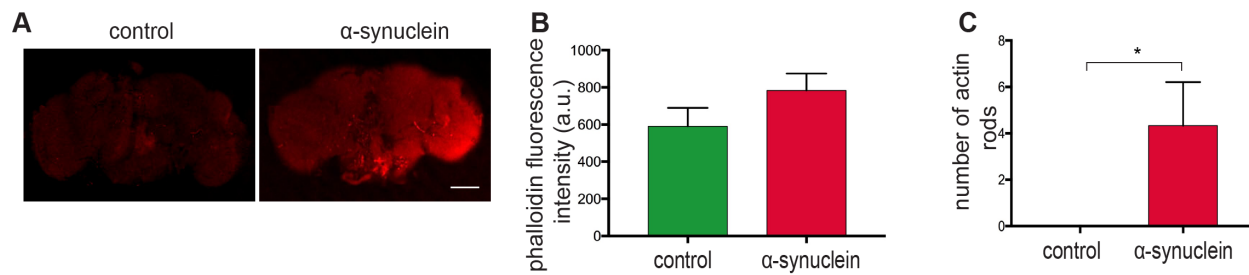 A
control
α-synuclein
B
phalloidin fluorescence
intensity (a.u.)
1000
800
600
400
200
0
control
α-synuclein
C
number of actin
rods
8
6
4
2
0
*
control
α-synuclein